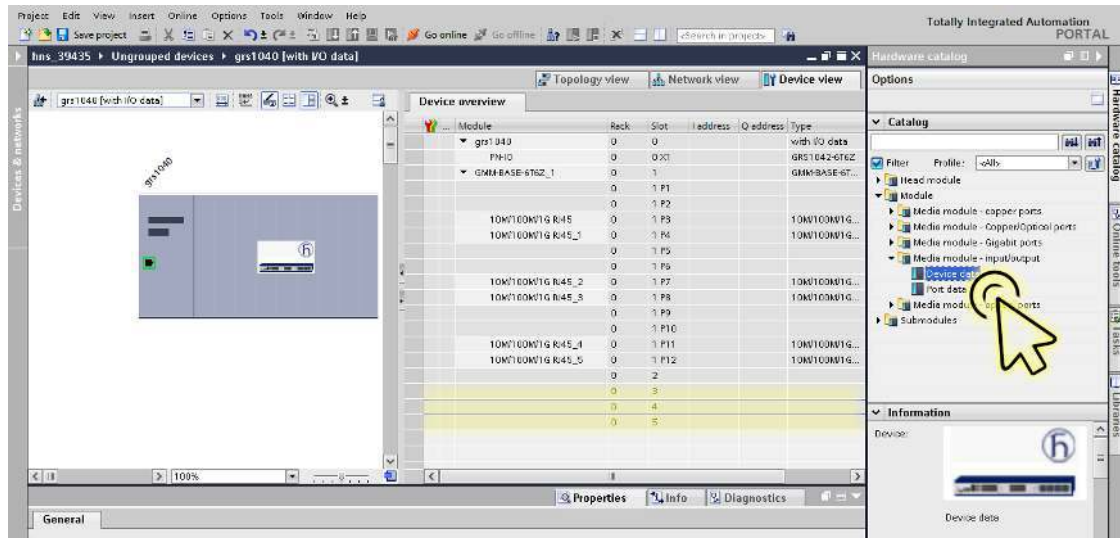 Project Edit View Insert Online Options Tools Window Help
Totally Integrated Automation
PORTAL
Save project
Go online Go offline
<Search in project>
hns_39435 ▸ Ungrouped devices ▸ grs1040 [with I/O data]
Hardware catalog
Topology view Network view Device view
Options
grs1040 [with I/O data]
Device overview
Catalog
... Module Rack Slot I address Q address Type
grs1040 0 0 with I/O data
PN-IO 0 0 X1 GRS1042-6T6Z
GMM-BASE-6T6Z_1 0 1 GMM-BASE-6T...
0 1 P1
0 1 P2
10M/100M/1G RJ45 0 1 P3 10M/100M/1G...
10M/100M/1G RJ45_1 0 1 P4 10M/100M/1G...
0 1 P5
0 1 P6
10M/100M/1G RJ45_2 0 1 P7 10M/100M/1G...
10M/100M/1G RJ45_3 0 1 P8 10M/100M/1G...
0 1 P9
0 1 P10
10M/100M/1G RJ45_4 0 1 P11 10M/100M/1G...
10M/100M/1G RJ45_5 0 1 P12 10M/100M/1G...
0 2
0 3
0 4
0 5
grs1040
Devices & networks
100%
Properties Info Diagnostics
General
Filter Profile: <All>
Head module
Module
Media module - copper ports
Media module - Copper/Optical ports
Media module - Gigabit ports
Media module - input/output
Device data
Port data
Media module - ports
Submodules
Information
Device:
Device data
Hardware catalog
Online tools
Tasks
Libraries